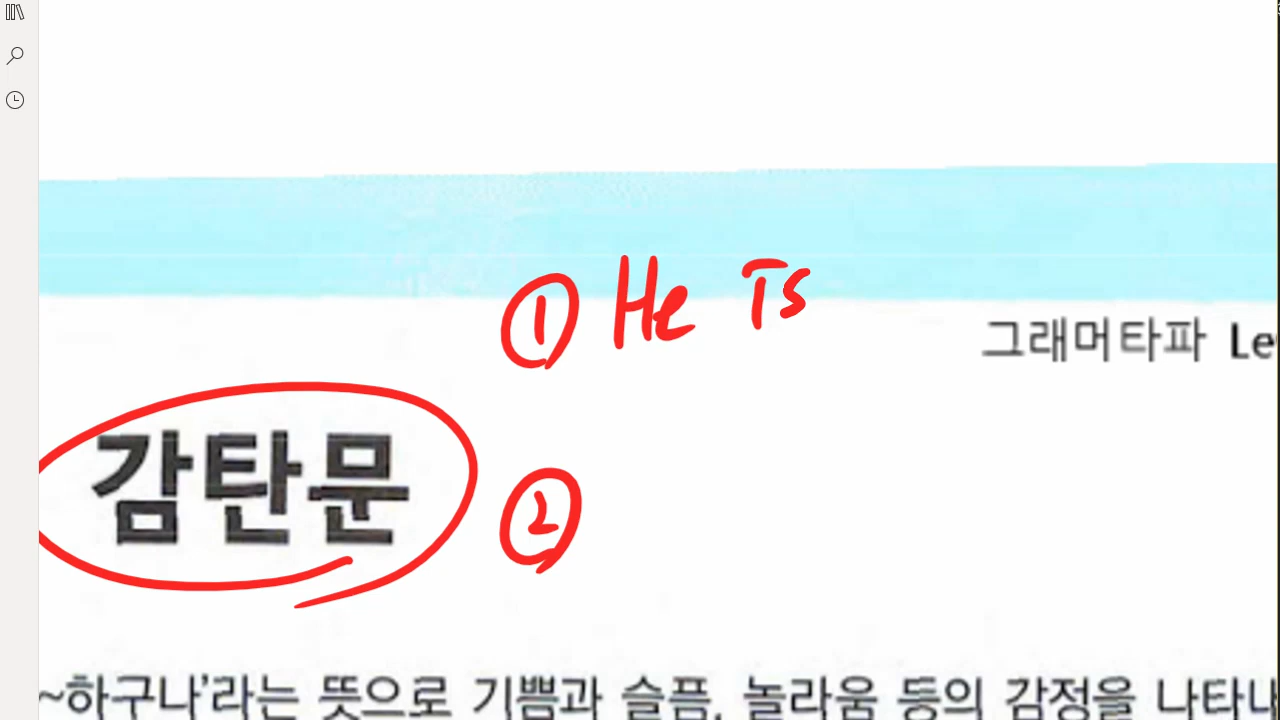 ① He is
그래머타파 Le
감탄문
②
~하구나'라는 뜻으로 기쁨과 슬픔, 놀라움 등의 감정을 나타내